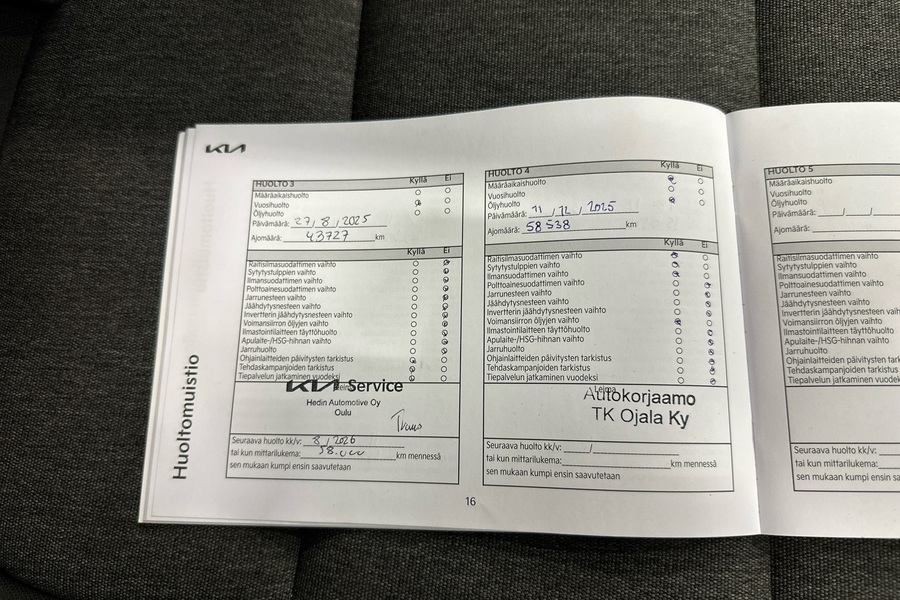 KIA
Huoltomuistio
HUOLTO 3 Kyllä Ei
Määräaikaishuolto
Vuosihuolto
Öljyhuolto
Päivämäärä: 27/8/2025
Ajomäärä: 43727 km
Kyllä Ei
Raitisilmasuodattimen vaihto
Sytytystulppien vaihto
Ilmansuodattimen vaihto
Polttoainesuodattimen vaihto
Jarrunesteen vaihto
Jäähdytysnesteen vaihto
Invertterin jäähdytysnesteen vaihto
Voimansiirron öljyjen vaihto
Ilmastointilaitteen täyttöhuolto
Apulaite-/HSG-hihnan vaihto
Jarruhuolto
Ohjainlaitteiden päivitysten tarkistus
Tehdaskampanjoiden tarkistus
Tiepalvelun jatkaminen vuodeksi
KIA Service
Hedin Automotive Oy
Oulu
Seuraava huolto kk/v: 8/2026
tai kun mittarilukema: 58.000 km mennessä
sen mukaan kumpi ensin saavutetaan
HUOLTO 4 Kyllä Ei
Määräaikaishuolto
Vuosihuolto
Öljyhuolto
Päivämäärä: 11/12/2025
Ajomäärä: 58538 km
Kyllä Ei
Raitisilmasuodattimen vaihto
Sytytystulppien vaihto
Ilmansuodattimen vaihto
Polttoainesuodattimen vaihto
Jarrunesteen vaihto
Jäähdytysnesteen vaihto
Invertterin jäähdytysnesteen vaihto
Voimansiirron öljyjen vaihto
Ilmastointilaitteen täyttöhuolto
Apulaite-/HSG-hihnan vaihto
Jarruhuolto
Ohjainlaitteiden päivitysten tarkistus
Tehdaskampanjoiden tarkistus
Tiepalvelun jatkaminen vuodeksi
Leima
Autokorjaamo
TK Ojala Ky
Seuraava huolto kk/v: /
tai kun mittarilukema: km mennessä
sen mukaan kumpi ensin saavutetaan
16
HUOLTO 5
Määräaikaishuolto
Vuosihuolto
Öljyhuolto
Päivämäärä: / /
Ajomäärä:
Raitisilmasuodattimen vaihto
Sytytystulppien vaihto
Ilmansuodattimen vaihto
Polttoainesuodattimen vaihto
Jarrunesteen vaihto
Jäähdytysnesteen vaihto
Invertterin jäähdytysnesteen vaih
Voimansiirron öljyjen vaihto
Ilmastointilaitteen täyttöhuolto
Apulaite-/HSG-hihnan vaihto
Jarruhuolto
Ohjainlaitteiden päivitysten tark
Tehdaskampanjoiden tarkistus
Tiepalvelun jatkaminen vuodek
Seuraava huolto kk/v:
tai kun mittarilukema:
sen mukaan kumpi ensin sa